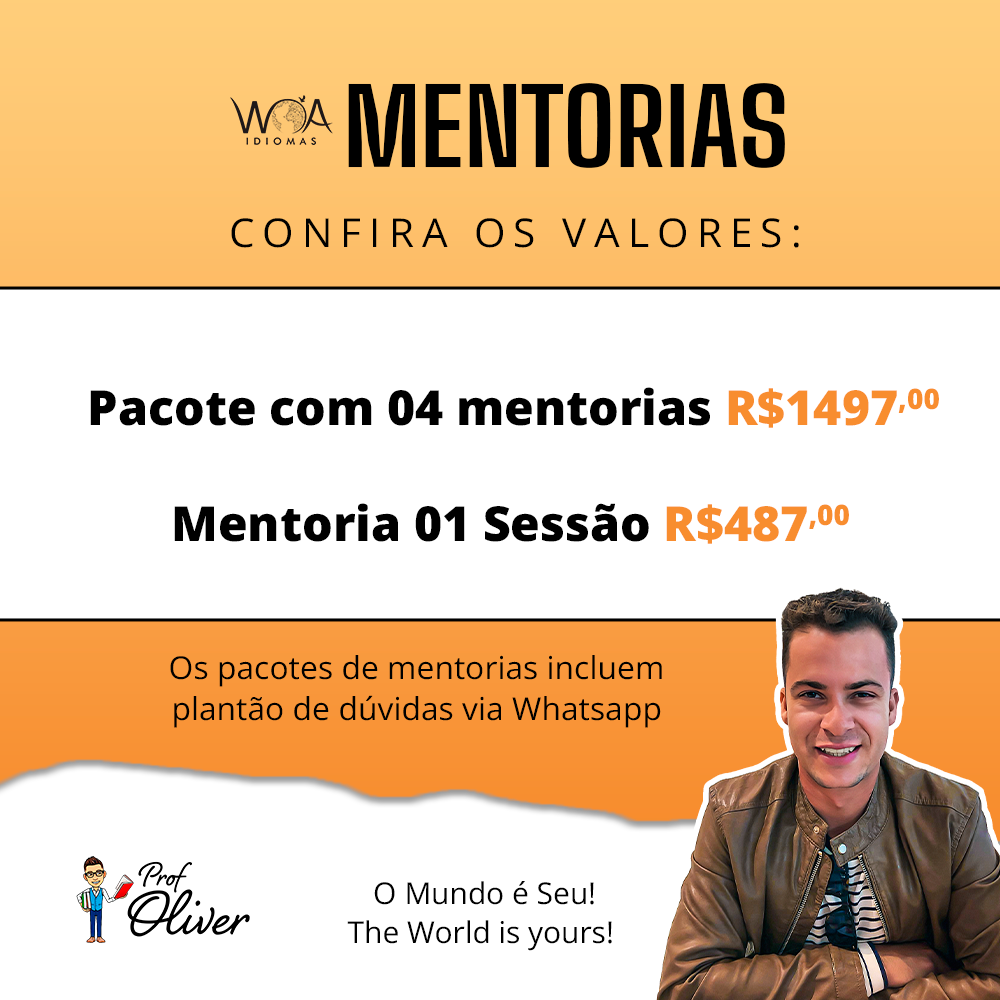 WOA
IDIOMAS
MENTORIAS
CONFIRA OS VALORES:
Pacote com 04 mentorias R$1497,00
Mentoria 01 Sessão R$487,00
Os pacotes de mentorias incluem
plantão de dúvidas via Whatsapp
Prof
Oliver
O Mundo é Seu!
The World is yours!